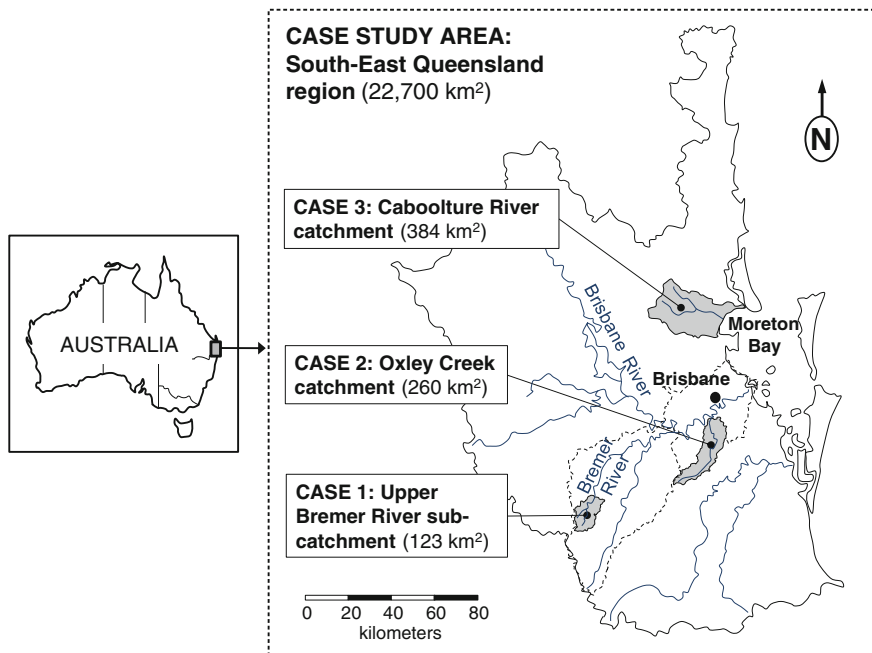 CASE STUDY AREA:
South-East Queensland
region (22,700 km²)
N
CASE 3: Caboolture River
catchment (384 km²)
Brisbane River
Moreton
Bay
AUSTRALIA
CASE 2: Oxley Creek
catchment (260 km²)
Brisbane
Bremer
River
CASE 1: Upper
Bremer River sub-
catchment (123 km²)
0 20 40 60 80
kilometers